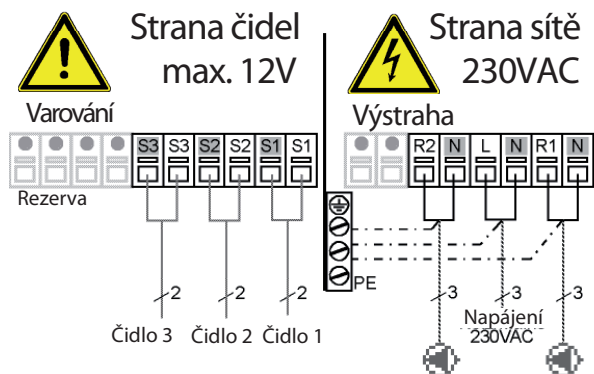 Strana čidel
max. 12V
Varování
S3 S3 S2 S2 S1 S1
Rezerva
2 2 2
Čidlo 3 Čidlo 2 Čidlo 1
Strana sítě
230VAC
Výstraha
R2 N L N R1 N
PE
3 3 3
Napájení
230VAC